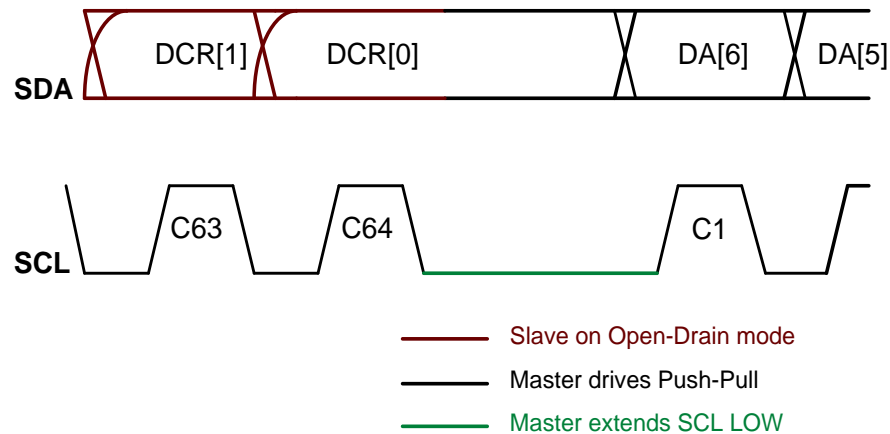 DCR[1] DCR[0] DA[6] DA[5]
SDA
C63 C64 C1
SCL
Slave on Open-Drain mode
Master drives Push-Pull
Master extends SCL LOW